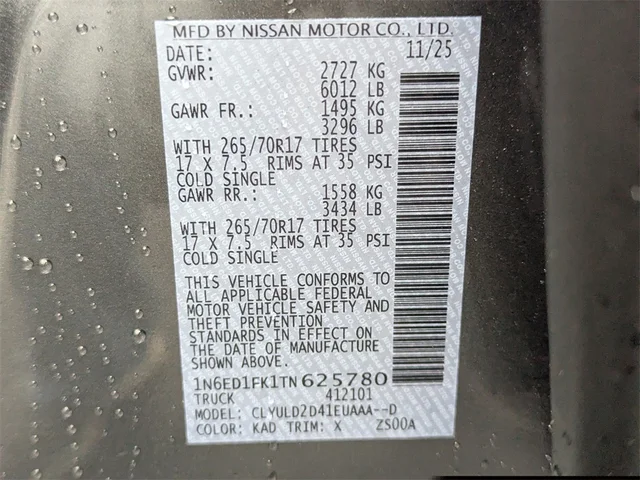 MFD BY NISSAN MOTOR CO., LTD.
DATE: 11/25
GVWR: 2727 KG
6012 LB
GAWR FR.: 1495 KG
3296 LB
WITH 265/70R17 TIRES
17 X 7.5 RIMS AT 35 PSI
COLD SINGLE
GAWR RR.: 1558 KG
3434 LB
WITH 265/70R17 TIRES
17 X 7.5 RIMS AT 35 PSI
COLD SINGLE
THIS VEHICLE CONFORMS TO
ALL APPLICABLE FEDERAL
MOTOR VEHICLE SAFETY AND
THEFT PREVENTION
STANDARDS IN EFFECT ON
THE DATE OF MANUFACTURE
SHOWN ABOVE.
1N6ED1FK1TN625780
TRUCK 412101
MODEL: CLYULD2D41EUAAA--D
COLOR: KAD TRIM: X ZS00A